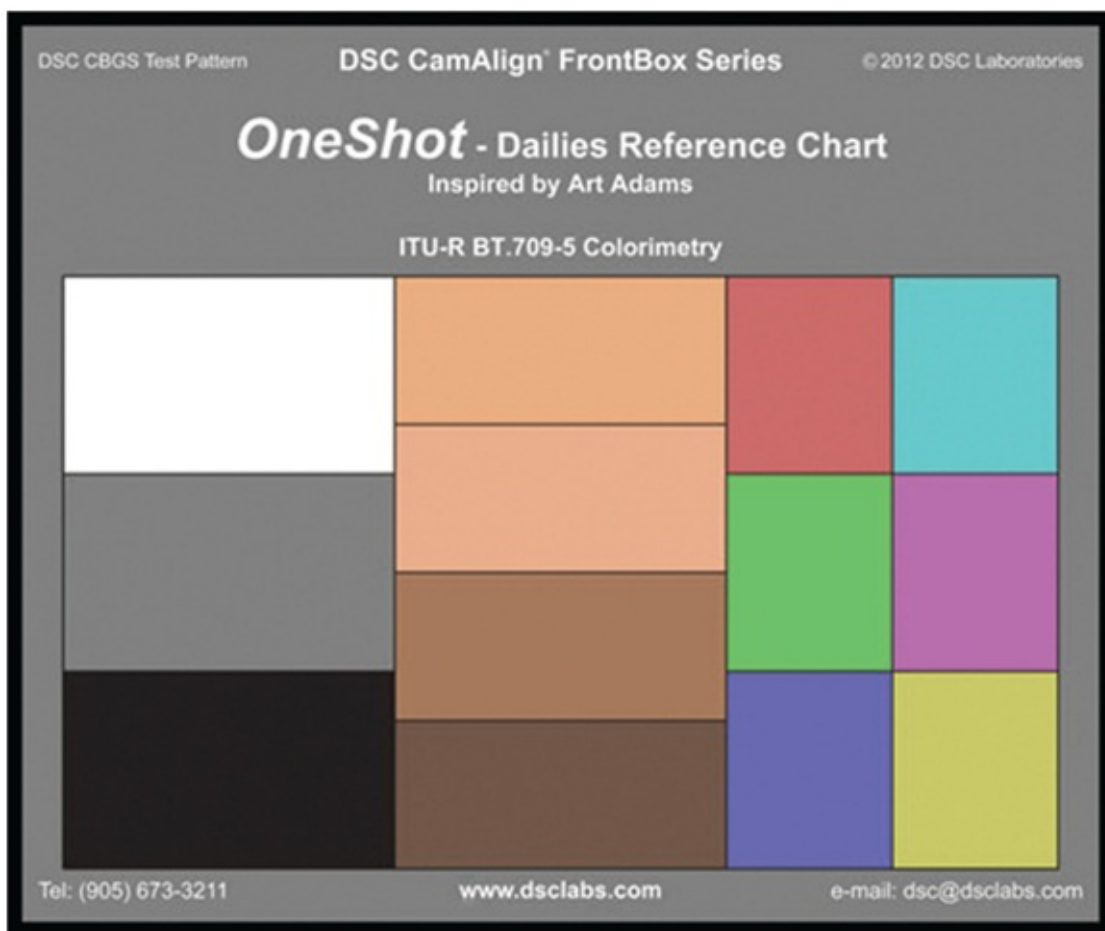 DSC CBGS Test Pattern DSC CamAlign® FrontBox Series ©2012 DSC Laboratories
OneShot - Dailies Reference Chart
Inspired by Art Adams
ITU-R BT.709-5 Colorimetry
Tel: (905) 673-3211 www.dsclabs.com e-mail: dsc@dsclabs.com